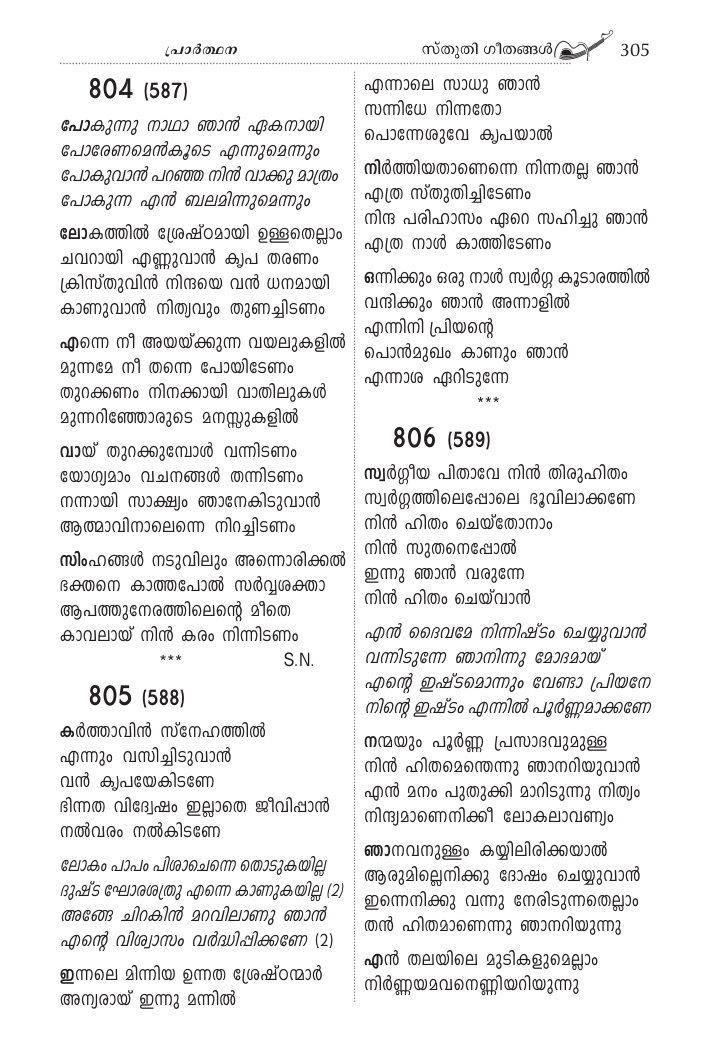 പ്രാർത്ഥന
സ്തുതി ഗീതങ്ങൾ 305
804 (587)
പോകുന്നു നാഥാ ഞാൻ ഏകനായി
പോരേണമെൻകൂടെ എന്നുമെന്നും
പോകുവാൻ പറഞ്ഞ നിൻ വാക്കു മാത്രം
പോകുന്ന എൻ ബലമിന്നുമെന്നും
ലോകത്തിൽ ശ്രേഷ്ഠമായി ഉള്ളതെല്ലാം
ചവറായി എണ്ണുവാൻ കൃപ തരണം
ക്രിസ്തുവിൻ നിന്ദയെ വൻ ധനമായി
കാണുവാൻ നിത്യവും തുണച്ചിടണം
എന്നെ നീ അയയ്ക്കുന്ന വയലുകളിൽ
മുന്നമേ നീ തന്നെ പോയിടേണം
തുറക്കണം നിനക്കായി വാതിലുകൾ
മുന്നറിഞ്ഞോരുടെ മനസ്സുകളിൽ
വായ് തുറക്കുമ്പോൾ വന്നിടണം
യോഗ്യമാം വചനങ്ങൾ തന്നിടണം
നന്നായി സാക്ഷ്യം ഞാനേകിടുവാൻ
ആത്മാവിനാലെന്നെ നിറച്ചിടണം
സിംഹങ്ങൾ നടുവിലും അന്നൊരിക്കൽ
ഭക്തനെ കാത്തപോൽ സർവ്വശക്താ
ആപത്തുനേരത്തിലെന്റെ മീതെ
കാവലായ് നിൻ കരം നിന്നിടണം
*** S.N.
805 (588)
കർത്താവിൻ സ്നേഹത്തിൽ
എന്നും വസിച്ചിടുവാൻ
വൻ കൃപയേകിടണേ
ഭിന്നത വിദ്വേഷം ഇല്ലാതെ ജീവിപ്പാൻ
നൽവരം നൽകിടണേ
ലോകം പാപം പിശാചെന്നെ തൊടുകയില്ല
ദുഷ്ട ഘോരശത്രു എന്നെ കാണുകയില്ല (2)
അങ്ങേ ചിറകിൻ മറവിലാണു ഞാൻ
എന്റെ വിശ്വാസം വർദ്ധിപ്പിക്കണേ (2)
ഇന്നലെ മിന്നിയ ഉന്നത ശ്രേഷ്ഠന്മാർ
അന്യരായ് ഇന്നു മന്നിൽ
എന്നാലെ സാധു ഞാൻ
സന്നിധേ നിന്നതോ
പൊന്നേശുവേ കൃപയാൽ
നിർത്തിയതാണെന്നെ നിന്നതല്ല ഞാൻ
എത്ര സ്തുതിച്ചിടേണം
നിന്ദ പരിഹാസം ഏറെ സഹിച്ചു ഞാൻ
എത്ര നാൾ കാത്തിടേണം
ഒന്നിക്കും ഒരു നാൾ സ്വർഗ്ഗ കൂടാരത്തിൽ
വന്ദിക്കും ഞാൻ അന്നാളിൽ
എന്നിനി പ്രിയന്റെ
പൊൻമുഖം കാണും ഞാൻ
എന്നാശ ഏറിടുന്നേ
***
806 (589)
സ്വർഗ്ഗീയ പിതാവേ നിൻ തിരുഹിതം
സ്വർഗ്ഗത്തിലെപ്പോലെ ഭൂവിലാക്കണേ
നിൻ ഹിതം ചെയ്തോനാം
നിൻ സുതനെപ്പോൽ
ഇന്നു ഞാൻ വരുന്നേ
നിൻ ഹിതം ചെയ്‌വാൻ
എൻ ദൈവമേ നിന്നിഷ്ടം ചെയ്യുവാൻ
വന്നിടുന്നേ ഞാനിന്നു മോദമായ്
എന്റെ ഇഷ്ടമൊന്നും വേണ്ടാ പ്രിയനേ
നിന്റെ ഇഷ്ടം എന്നിൽ പൂർണ്ണമാക്കണേ
നന്മയും പൂർണ്ണ പ്രസാദവുമുള്ള
നിൻ ഹിതമെന്തെന്നു ഞാനറിയുവാൻ
എൻ മനം പുതുക്കി മാറിടുന്നു നിത്യം
നിന്ദ്യമാണെനിക്കീ ലോകലാവണ്യം
ഞാനവനുള്ളം കയ്യിലിരിക്കയാൽ
ആരുമില്ലെനിക്കു ദോഷം ചെയ്യുവാൻ
ഇന്നെനിക്കു വന്നു നേരിടുന്നതെല്ലാം
തൻ ഹിതമാണെന്നു ഞാനറിയുന്നു
എൻ തലയിലെ മുടികളുമെല്ലാം
നിർണ്ണയമവനെണ്ണിയറിയുന്നു